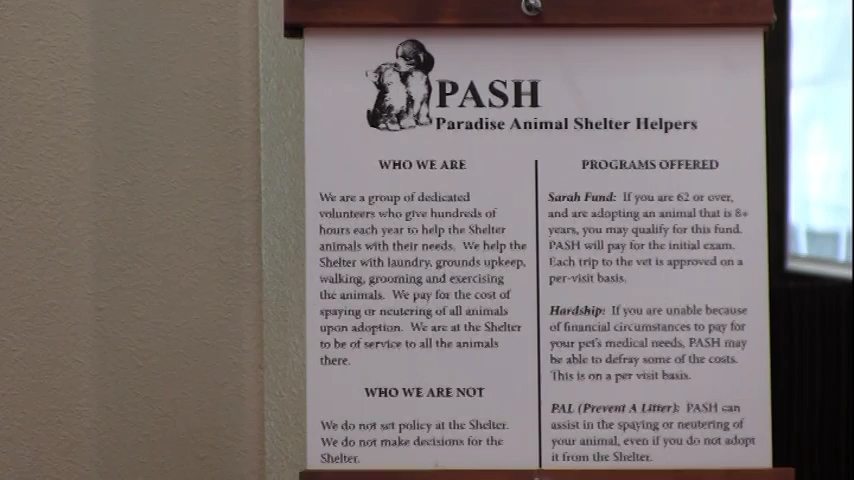 PASH
Paradise Animal Shelter Helpers
WHO WE ARE
We are a group of dedicated
volunteers who give hundreds of
hours each year to help the Shelter
animals with their needs. We help the
Shelter with laundry, grounds upkeep,
walking, grooming and exercising
the animals. We pay for the cost of
spaying or neutering of all animals
upon adoption. We are at the Shelter
to be of service to all the animals
there.
WHO WE ARE NOT
We do not set policy at the Shelter.
We do not make decisions for the
Shelter.
PROGRAMS OFFERED
Sarah Fund: If you are 62 or over,
and are adopting an animal that is 8+
years, you may qualify for this fund.
PASH will pay for the initial exam.
Each trip to the vet is approved on a
per-visit basis.
Hardship: If you are unable because
of financial circumstances to pay for
your pet's medical needs, PASH may
be able to defray some of the costs.
This is on a per visit basis.
PAL (Prevent A Litter): PASH can
assist in the spaying or neutering of
your animal, even if you do not adopt
it from the Shelter.